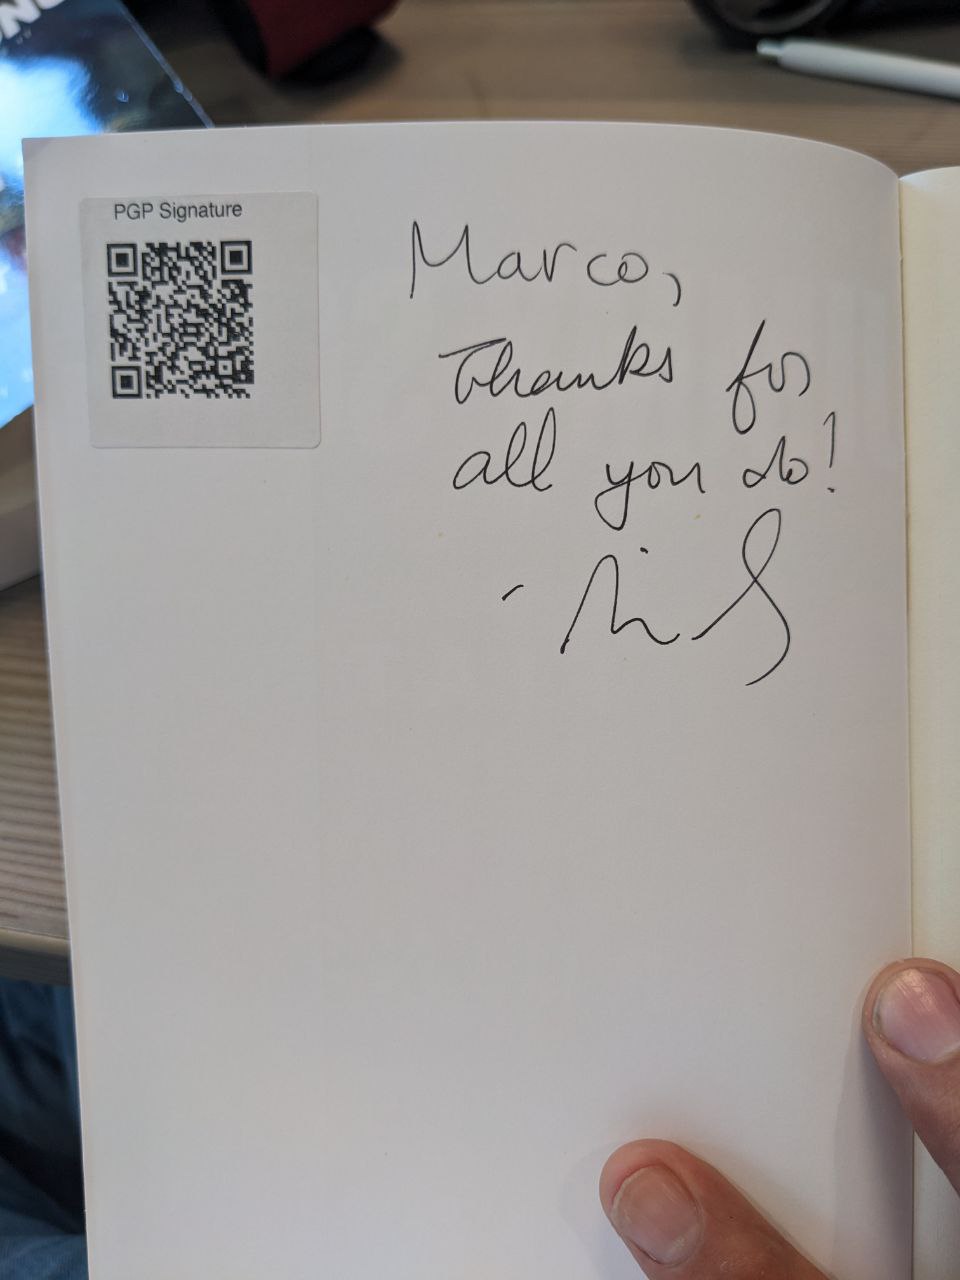 PGP Signature
Marco,
Thanks for
all you do!